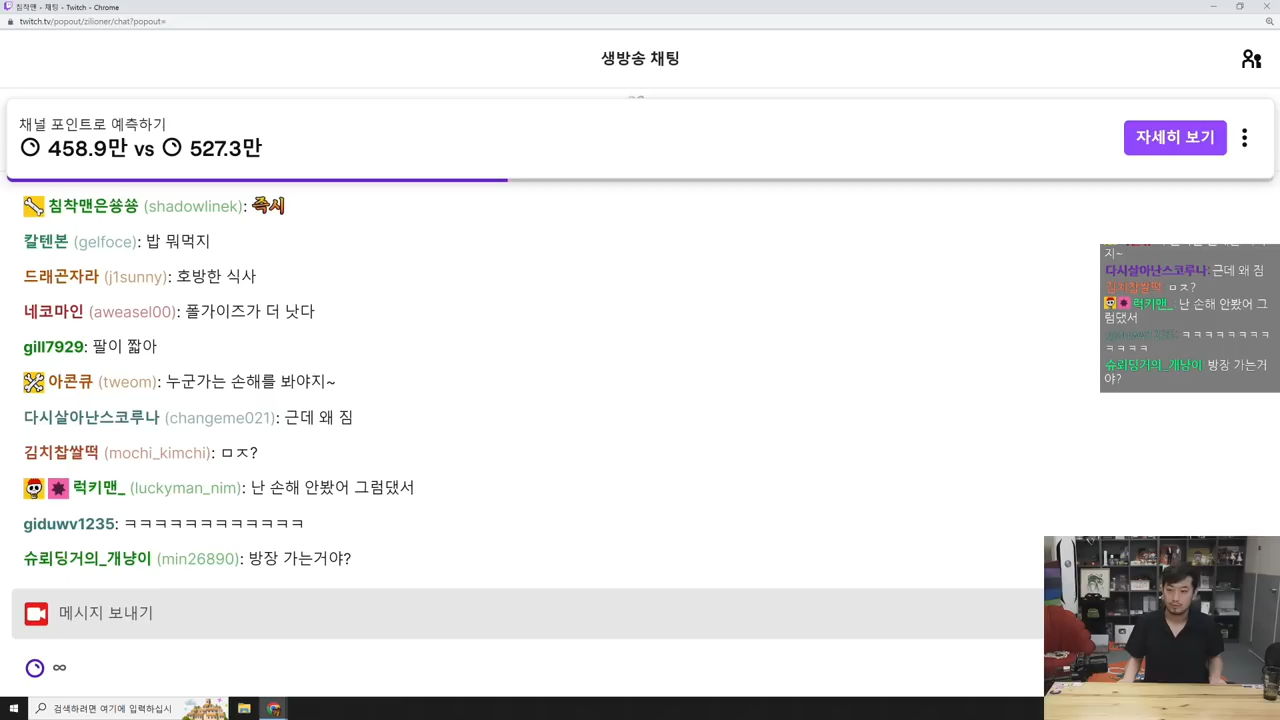 침착맨 - 채팅 - Twitch - Chrome
twitch.tv/popout/zilioner/chat?popout=
생방송 채팅
채널 포인트로 예측하기
458.9만 vs 527.3만
자세히 보기
침착맨은쏭쏭 (shadowlinek): 즉시
칼텐본 (gelfoce): 밥 뭐먹지
드래곤자라 (j1sunny): 호방한 식사
네코마인 (aweasel00): 폴가이즈가 더 낫다
gill7929: 팔이 짧아
아콘큐 (tweom): 누군가는 손해를 봐야지~
다시살아난스코루나 (changeme021): 근데 왜 짐
김치찹쌀떡 (mochi_kimchi): ㅁㅈ?
럭키맨_ (luckyman_nim): 난 손해 안봤어 그럼댔서
giduwv1235: ㅋㅋㅋㅋㅋㅋㅋㅋㅋㅋㅋㅋ
슈뢰딩거의_개냥이 (min26890): 방장 가는거야?
메시지 보내기
∞
지~
다시살아난스코루나: 근데 왜 짐
김치찹쌀떡: ㅁㅈ?
럭키맨_: 난 손해 안봤어 그
럼댔서
ㅋㅋㅋㅋㅋㅋㅋㅋ
ㅋㅋㅋㅋ
슈뢰딩거의_개냥이: 방장 가는거
야?
검색하려면 여기에 입력하십시